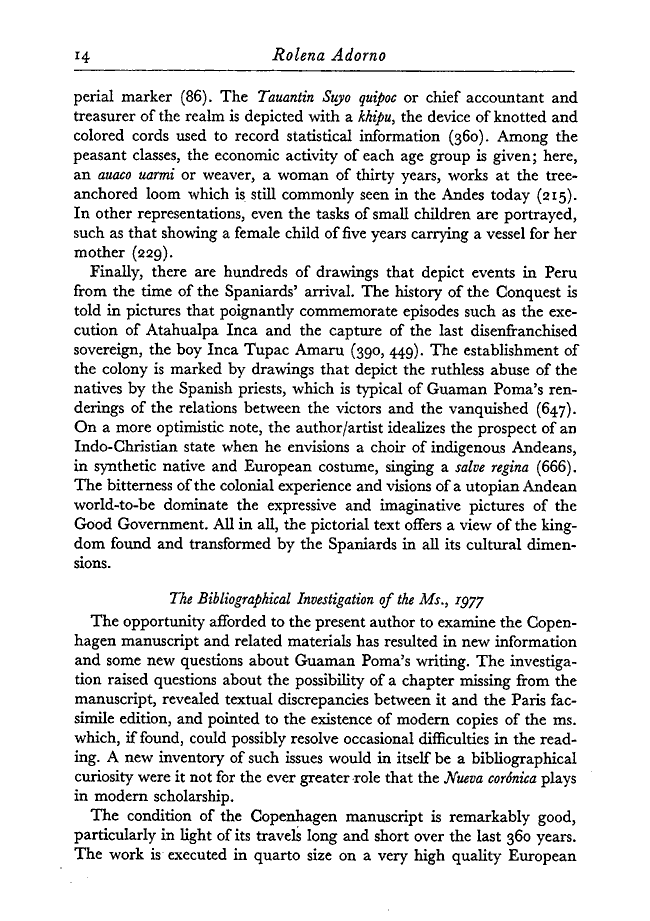 14 Rolena Adorno
perial marker (86). The Tauantin Suyo quipoc or chief accountant and
treasurer of the realm is depicted with a khipu, the device of knotted and
colored cords used to record statistical information (360). Among the
peasant classes, the economic activity of each age group is given; here,
an auaco uarmi or weaver, a woman of thirty years, works at the tree-
anchored loom which is still commonly seen in the Andes today (215).
In other representations, even the tasks of small children are portrayed,
such as that showing a female child of five years carrying a vessel for her
mother (229).
Finally, there are hundreds of drawings that depict events in Peru
from the time of the Spaniards' arrival. The history of the Conquest is
told in pictures that poignantly commemorate episodes such as the exe-
cution of Atahualpa Inca and the capture of the last disenfranchised
sovereign, the boy Inca Tupac Amaru (390, 449). The establishment of
the colony is marked by drawings that depict the ruthless abuse of the
natives by the Spanish priests, which is typical of Guaman Poma's ren-
derings of the relations between the victors and the vanquished (647).
On a more optimistic note, the author/artist idealizes the prospect of an
Indo-Christian state when he envisions a choir of indigenous Andeans,
in synthetic native and European costume, singing a salve regina (666).
The bitterness of the colonial experience and visions of a utopian Andean
world-to-be dominate the expressive and imaginative pictures of the
Good Government. All in all, the pictorial text offers a view of the king-
dom found and transformed by the Spaniards in all its cultural dimen-
sions.
The Bibliographical Investigation of the Ms., 1977
The opportunity afforded to the present author to examine the Copen-
hagen manuscript and related materials has resulted in new information
and some new questions about Guaman Poma's writing. The investiga-
tion raised questions about the possibility of a chapter missing from the
manuscript, revealed textual discrepancies between it and the Paris fac-
simile edition, and pointed to the existence of modern copies of the ms.
which, if found, could possibly resolve occasional difficulties in the read-
ing. A new inventory of such issues would in itself be a bibliographical
curiosity were it not for the ever greater role that the Nueva corónica plays
in modern scholarship.
The condition of the Copenhagen manuscript is remarkably good,
particularly in light of its travels long and short over the last 360 years.
The work is executed in quarto size on a very high quality European